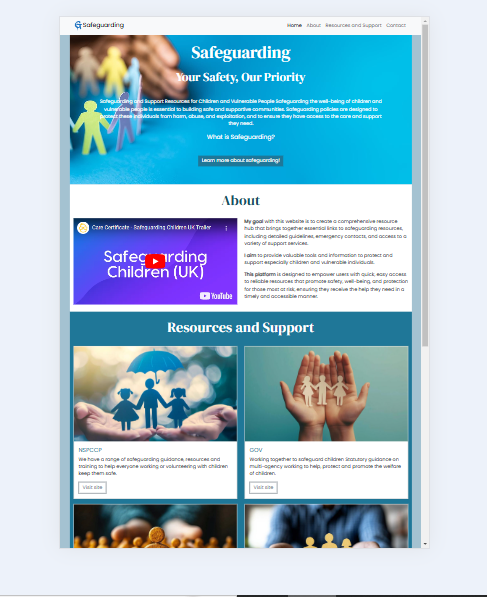 Safeguarding
Home About Resources and Support Contact
Safeguarding
Your Safety, Our Priority
Safeguarding and Support Resources for Children and Vulnerable People Safeguarding the well-being of children and
vulnerable people is essential to building safe and supportive communities. Safeguarding policies are designed to
protect these individuals from harm, abuse, and exploitation, and to ensure they have access to the care and support
they need.
What is Safeguarding?
Learn more about safeguarding!
About
Care Certificate - Safeguarding Children UK Trailer
Safeguarding
Children (UK)
YouTube
My goal with this website is to create a comprehensive resource
hub that brings together essential links to safeguarding resources,
including detailed guidelines, emergency contacts, and access to a
variety of support services.
I aim to provide valuable tools and information to protect and
support especially children and vulnerable individuals.
This platform is designed to empower users with quick, easy access
to reliable resources that promote safety, well-being, and protection
for those most at risk, ensuring they receive the help they need in a
timely and accessible manner.
Resources and Support
NSPCCF
We have a range of safeguarding guidance, resources and
training to help everyone working or volunteering with children
keep them safe.
Visit site
GOV
Working together to safeguard children Statutory guidance on
multi-agency working to help, protect and promote the welfare
of children.
Visit site